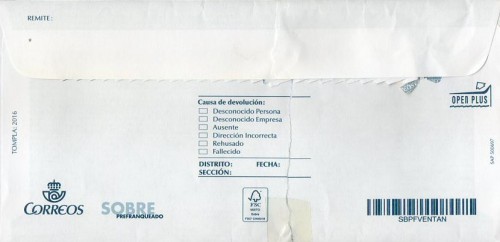 REMITE:
Causa de devolución:
Desconocido Persona
Desconocido Empresa
Ausente
Dirección Incorrecta
Rehusado
Fallecido
DISTRITO: FECHA:
SECCIÓN:
TOMPLA: 2016
OPEN PLUS
CORREOS
SOBRE
PREFRANQUEADO
FSC
SBPFVENTAN